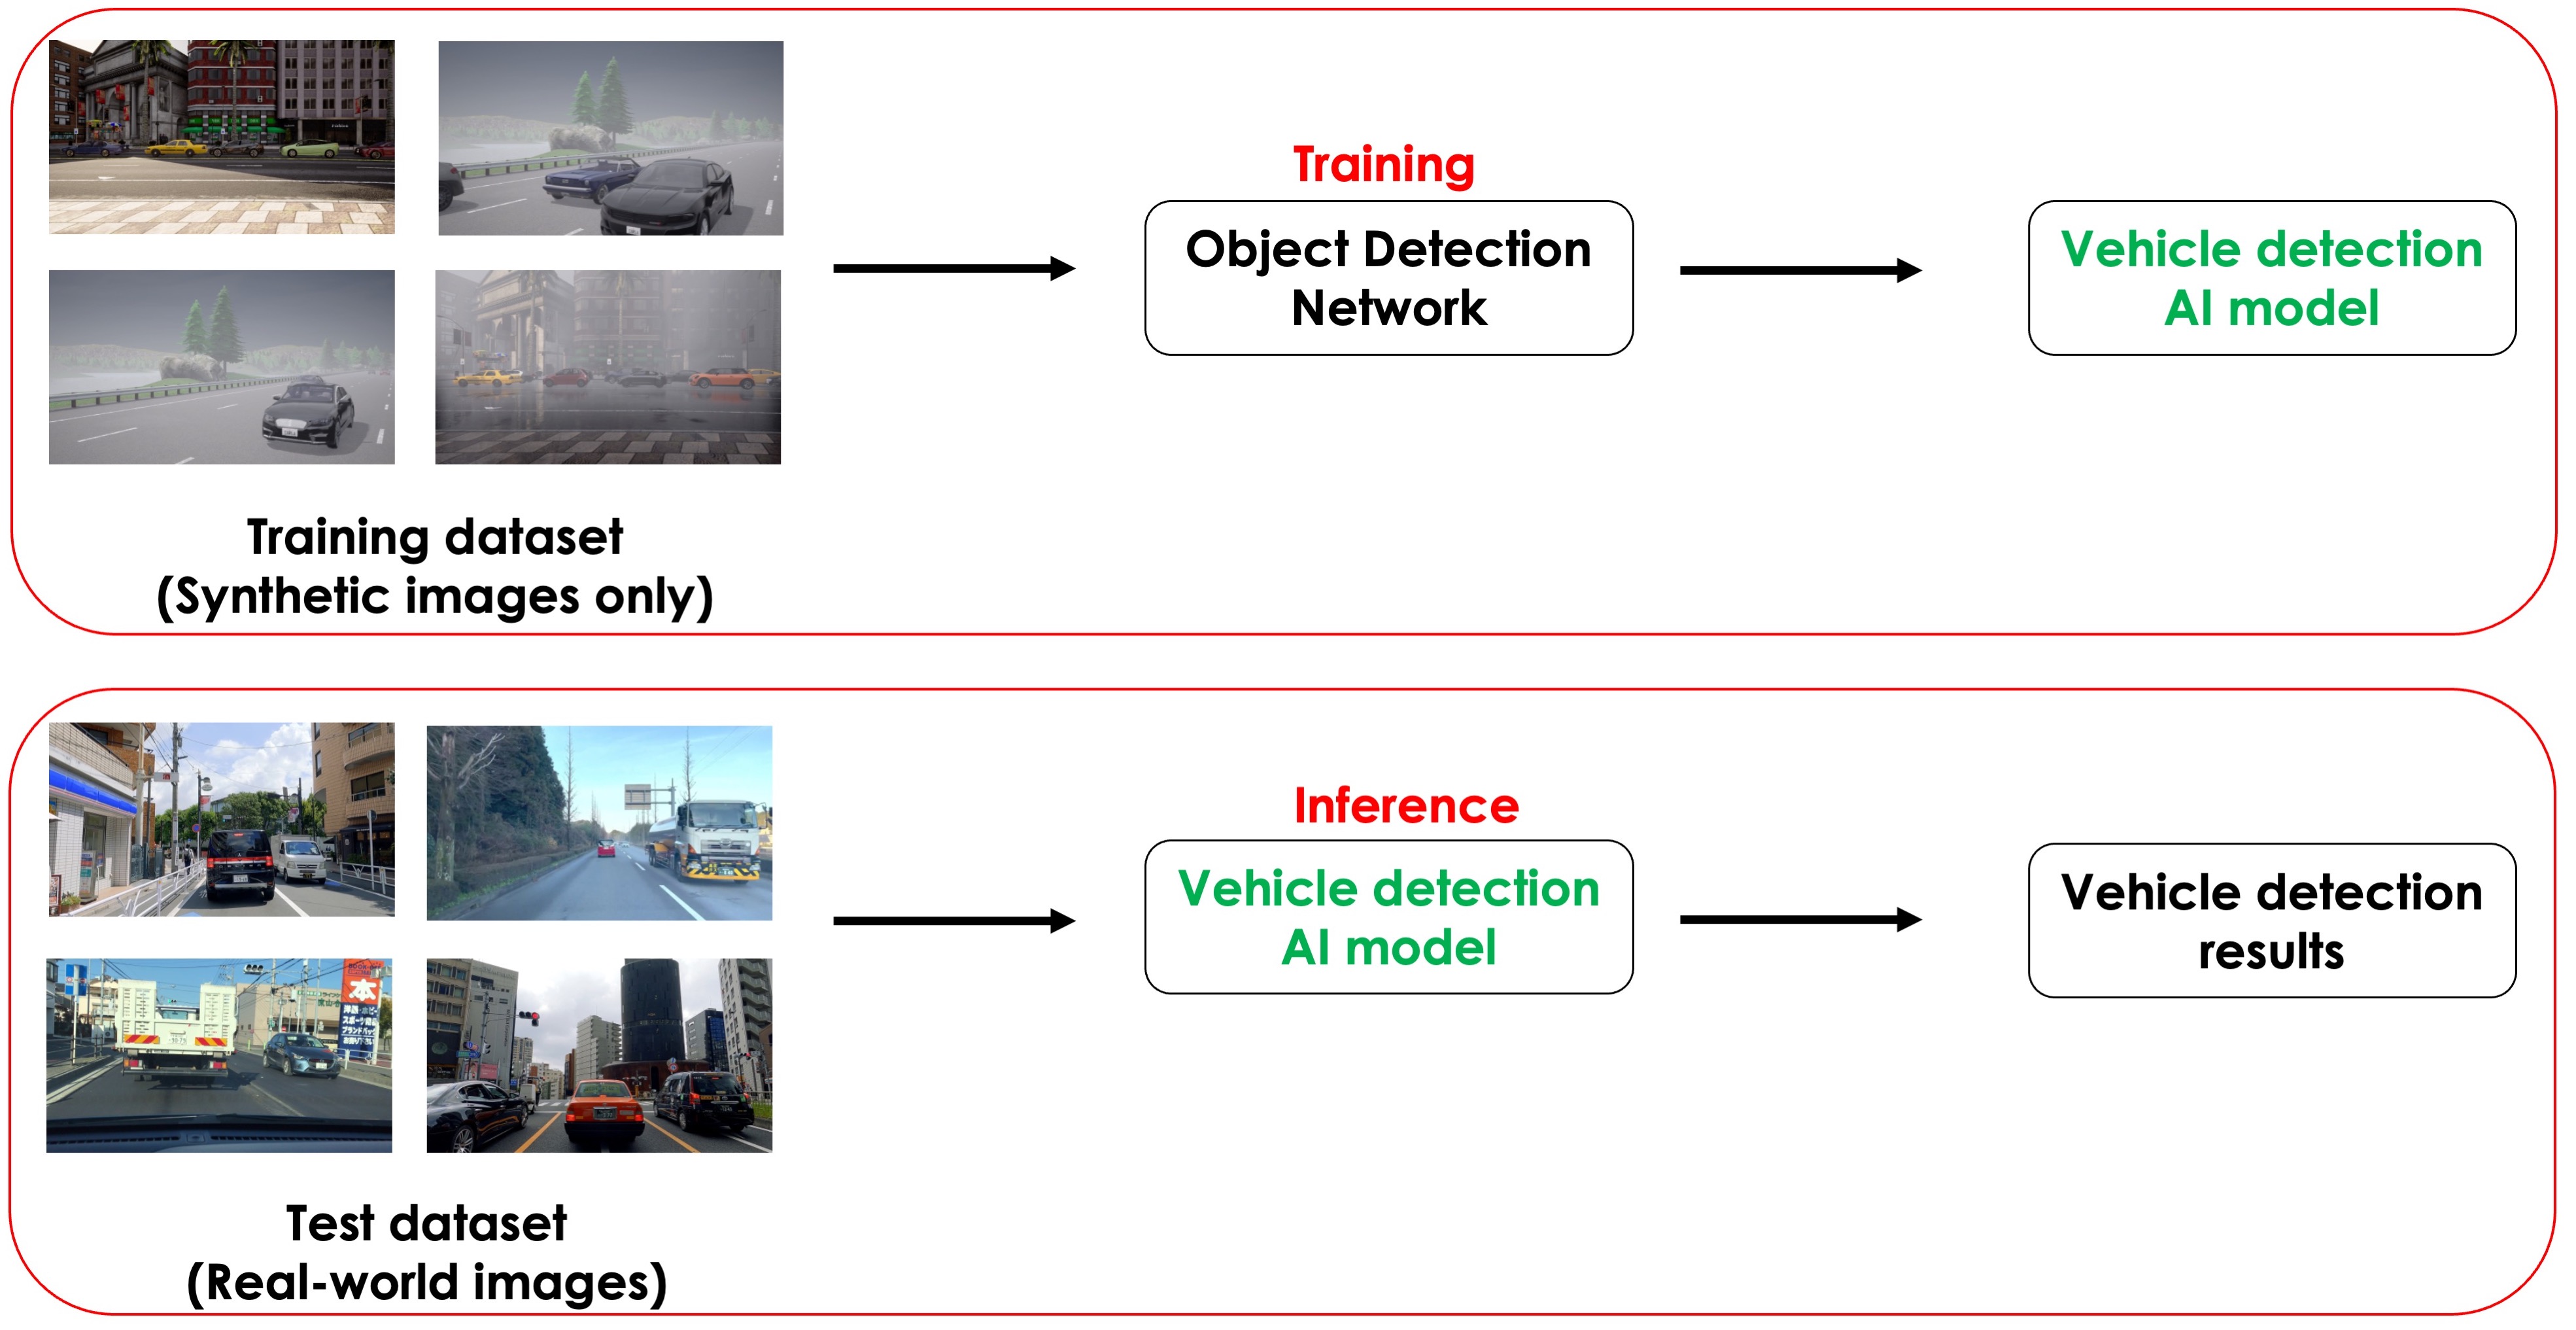 Training
Object Detection
Network
Vehicle detection
AI model
Training dataset
(Synthetic images only)
Inference
Vehicle detection
AI model
Vehicle detection
results
本
Test dataset
(Real-world images)